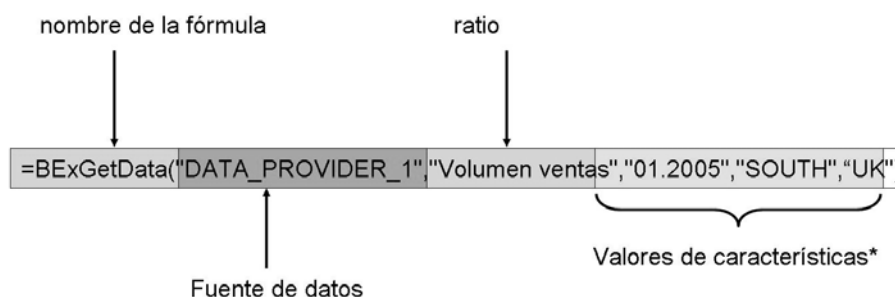 nombre de la fórmula
ratio
=BExGetData("DATA_PROVIDER_1","Volumen ventas","01.2005","SOUTH",“UK"
Valores de características*
Fuente de datos